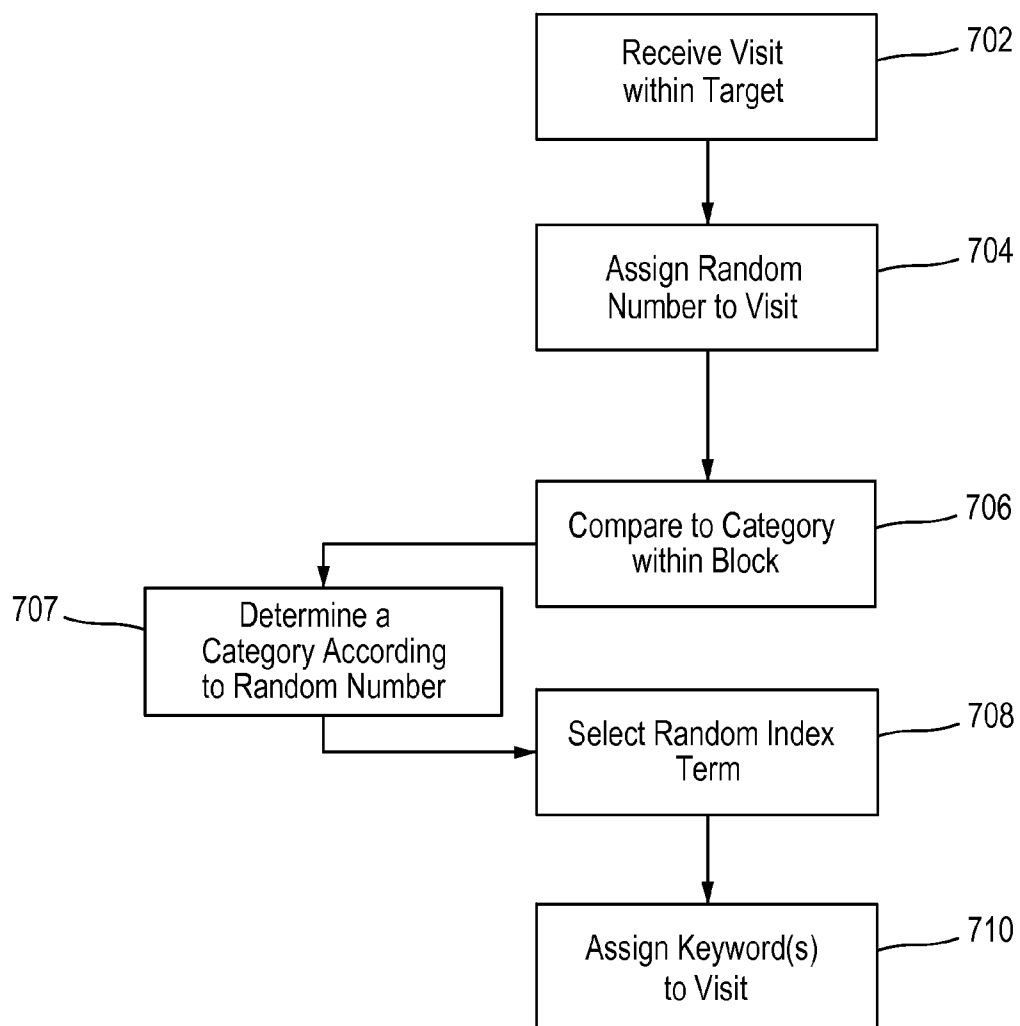 Receive Visit
within Target
702
Assign Random
Number to Visit
704
Compare to Category
within Block
706
707
Determine a
Category According
to Random Number
Select Random Index
Term
708
Assign Keyword(s)
to Visit
710